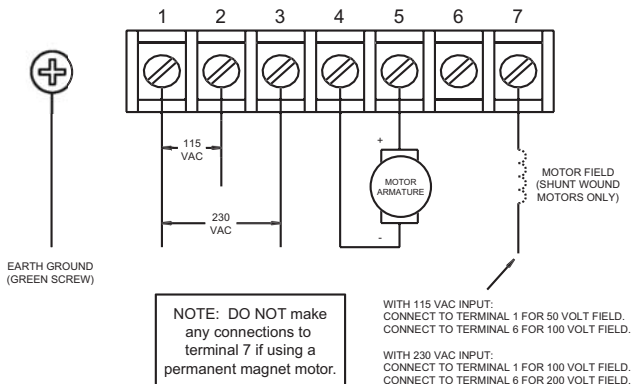 1 2 3 4 5 6 7
115
VAC
230
VAC
+
MOTOR
ARMATURE
-
MOTOR FIELD
(SHUNT WOUND
MOTORS ONLY)
EARTH GROUND
(GREEN SCREW)
NOTE: DO NOT make
any connections to
terminal 7 if using a
permanent magnet motor.
WITH 115 VAC INPUT:
CONNECT TO TERMINAL 1 FOR 50 VOLT FIELD.
CONNECT TO TERMINAL 6 FOR 100 VOLT FIELD.
WITH 230 VAC INPUT:
CONNECT TO TERMINAL 1 FOR 100 VOLT FIELD.
CONNECT TO TERMINAL 6 FOR 200 VOLT FIELD.